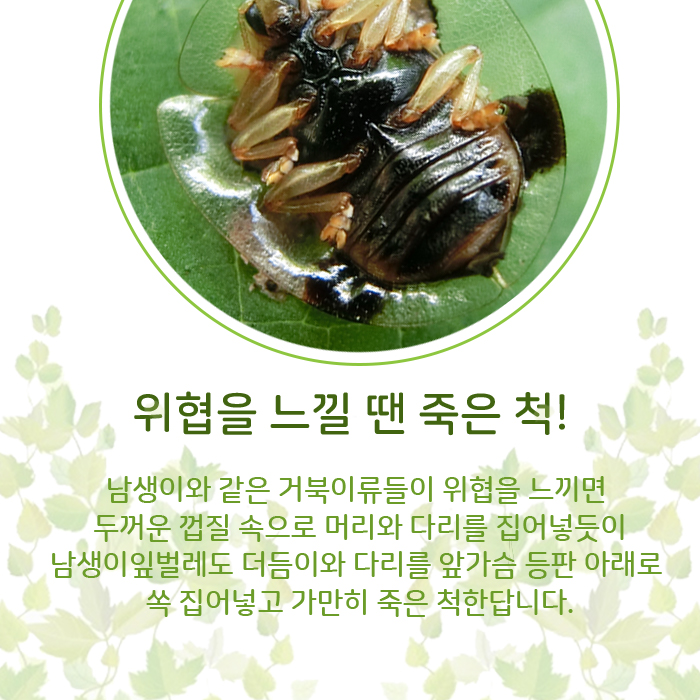 위협을 느낄 땐 죽은 척!
남생이와 같은 거북이류들이 위협을 느끼면
두꺼운 껍질 속으로 머리와 다리를 집어넣듯이
남생이잎벌레도 더듬이와 다리를 앞가슴 등판 아래로
쏙 집어넣고 가만히 죽은 척한답니다.